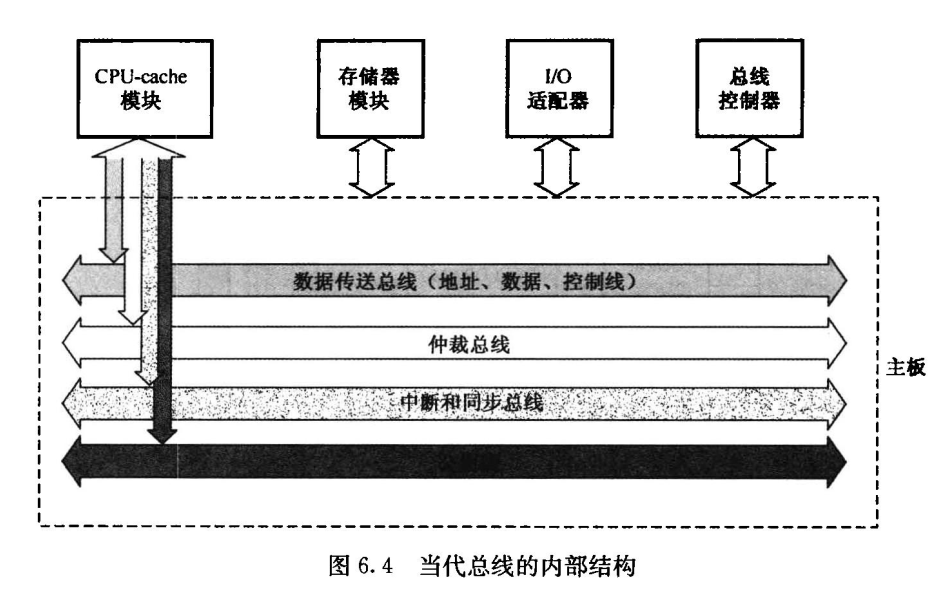 CPU-cache
模块
存储器
模块
I/O
适配器
总线
控制器
数据传送总线（地址、数据、控制线）
仲裁总线
中断和同步总线
主板
图 6.4 当代总线的内部结构